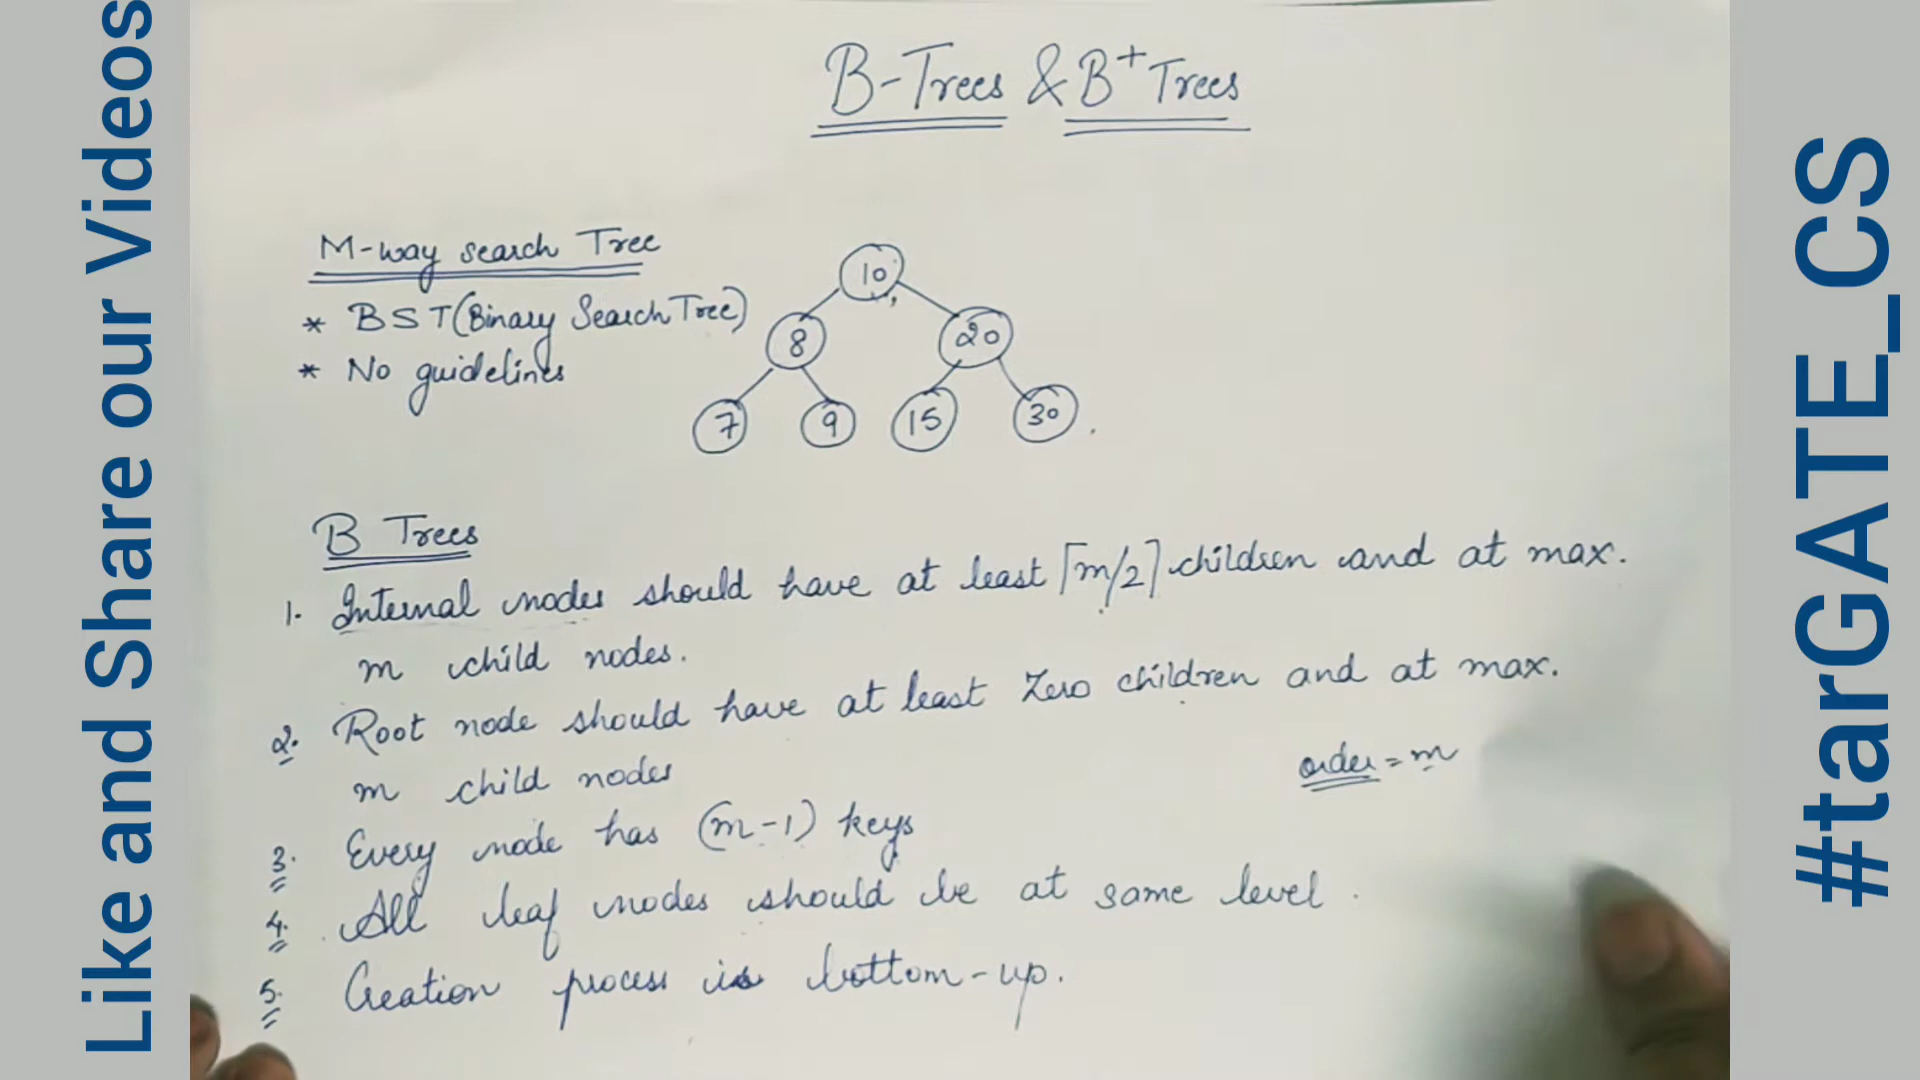 Like and Share our Videos
B-Trees & B+ Trees
M-way search Tree
* BST(Binary Search Tree)
* No guidelines
10
8 20
7 9 15 30
B Trees
1. Internal nodes should have at least ⌈m/2⌉ children and at max.
m child nodes.
2. Root node should have at least Zero children and at max.
m child nodes
order = m
3. Every node has (m-1) keys
4. All leaf nodes should be at same level.
5. Creation process is bottom-up.
#tarGATE_CS